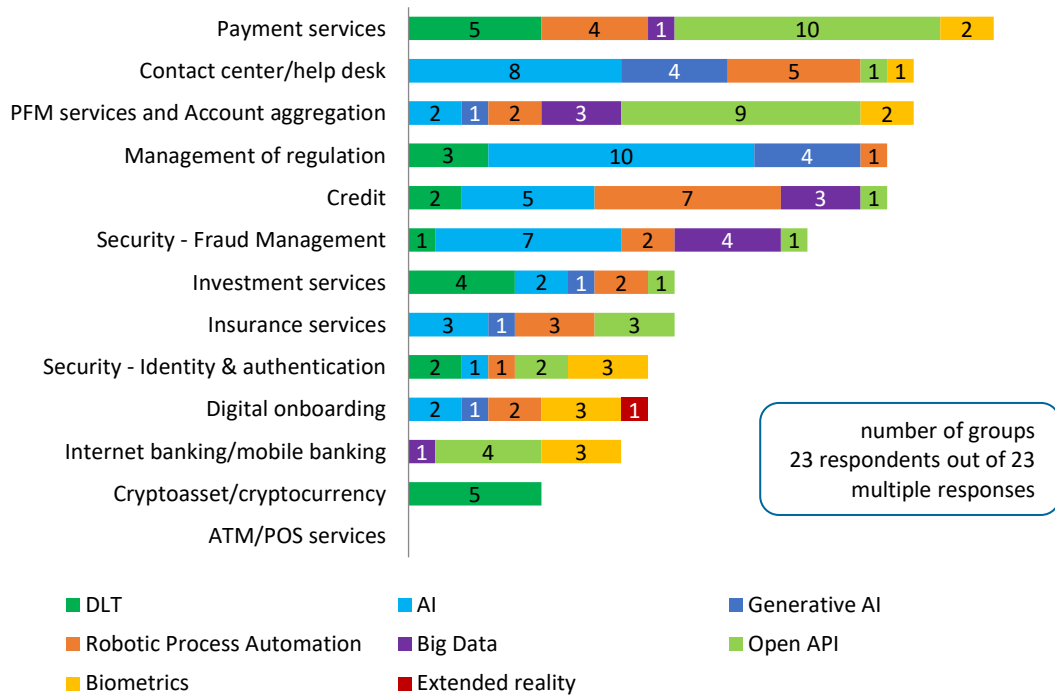 Payment services 5 4 1 10 2
Contact center/help desk 8 4 5 1 1
PFM services and Account aggregation 2 1 2 3 9 2
Management of regulation 3 10 4 1
Credit 2 5 7 3 1
Security - Fraud Management 1 7 2 4 1
Investment services 4 2 1 2 1
Insurance services 3 1 3 3
Security - Identity & authentication 2 1 1 2 3
Digital onboarding 2 1 2 3 1
Internet banking/mobile banking 1 4 3
Cryptoasset/cryptocurrency 5
ATM/POS services
number of groups
23 respondents out of 23
multiple responses
DLT AI Generative AI
Robotic Process Automation Big Data Open API
Biometrics Extended reality